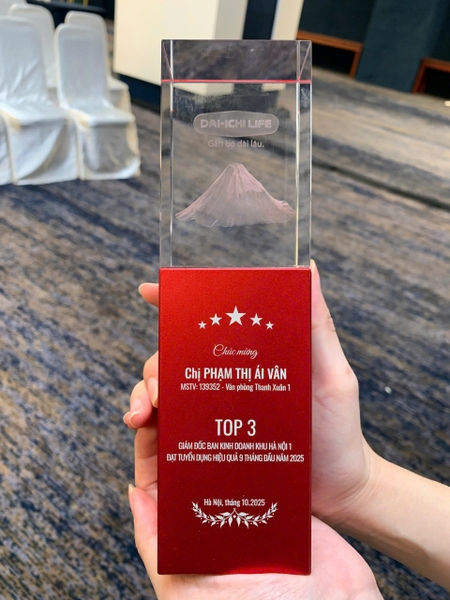 DAI-ICHI LIFE
Gắn bó dài lâu.
Chúc mừng
Chị PHẠM THỊ ÁI VÂN
MSTV: 139352 - Văn phòng Thanh Xuân 1
TOP 3
GIÁM ĐỐC BAN KINH DOANH KHU HÀ NỘI 1
ĐẠT TUYỂN DỤNG HIỆU QUẢ 9 THÁNG ĐẦU NĂM 2025
Hà Nội, tháng 10.2025